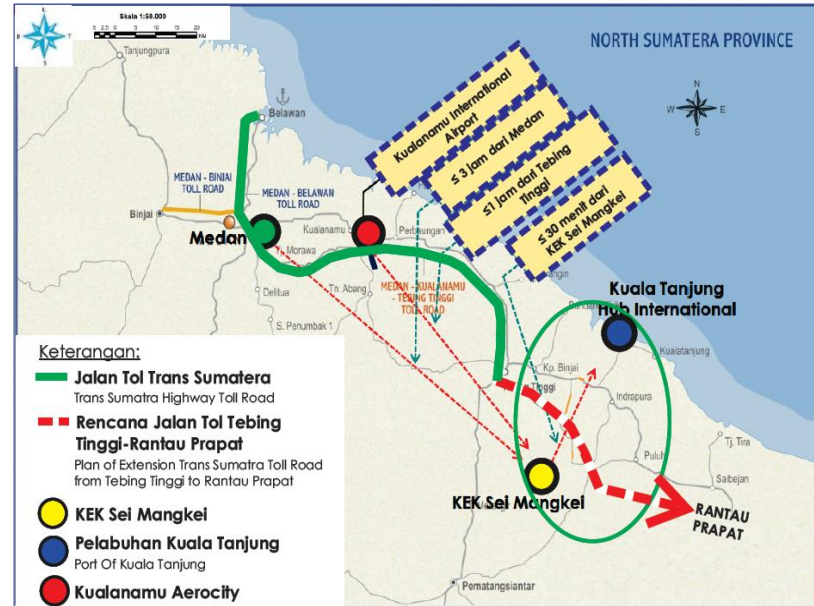 Skala 1:50.000
NORTH SUMATERA PROVINCE
N
W
E
S
Tanjungpura
Belawan
Kualanamu International
Airport
≤ 3 jam dari Medan
≤1 jam dari Tebing
Tinggi
≤ 30 menit dari
KEK Sei Mangkei
MEDAN - BINJAI
TOLL ROAD
MEDAN - BELAWAN
TOLL ROAD
Binjai
Medan
Kualanamu
Perbaungan
Morawa
Delitua
Tn. Abang
S. Penumbak 1
MEDAN - KUALANAMU
- TEBING TINGGI
TOLL ROAD
Kuala Tanjung
Hub International
Kualatanjung
Kp. Binjai
Tinggi
Indrapura
Puluh
Tj. Tira
Saibejan
KEK Sei Mangkei
RANTAU
PRAPAT
Pematangsiantar
Keterangan:
Jalan Tol Trans Sumatera
Trans Sumatra Highway Toll Road
Rencana Jalan Tol Tebing
Tinggi-Rantau Prapat
Plan of Extension Trans Sumatra Toll Road
from Tebing Tinggi to Rantau Prapat
KEK Sei Mangkei
Pelabuhan Kuala Tanjung
Port Of Kuala Tanjung
Kualanamu Aerocity